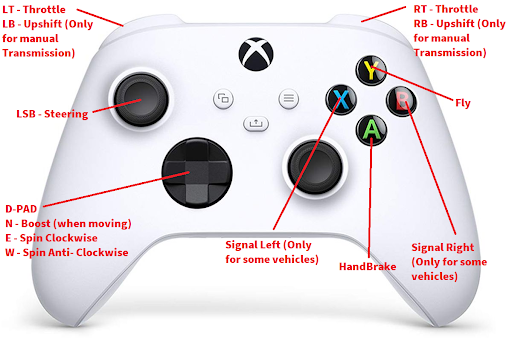 LT - Throttle
LB - Upshift (Only
for manual
Transmission)
RT - Throttle
RB - Upshift (Only
for manual
Transmission)
Y
Fly
X
B
A
LSB - Steering
D-PAD
N - Boost (when moving)
E - Spin Clockwise
W - Spin Anti- Clockwise
Signal Left (Only
for some vehicles)
HandBrake
Signal Right
(Only for some
vehicles)